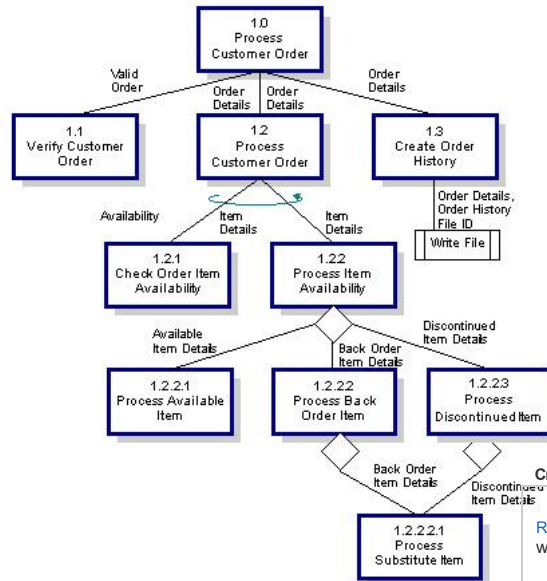 1.0
Process
Customer Order
Valid
Order
Order
Details
Order
Details
Order
Details
1.1
Verify Customer
Order
1.2
Process
Customer Order
1.3
Create Order
History
Availability
Item
Details
Item
Details
Order Details,
Order History
File ID
Write File
1.2.1
Check Order Item
Availability
1.2.2
Process Item
Availability
Available
Item Details
Back Order
Item Details
Discontinued
Item Details
1.2.2.1
Process Available
Item
1.2.2.2
Process Back
Order Item
1.2.2.3
Process
Discontinued Item
Back Order
Item Details
Discontinued
Item Details
1.2.2.2.1
Process
Substitute Item